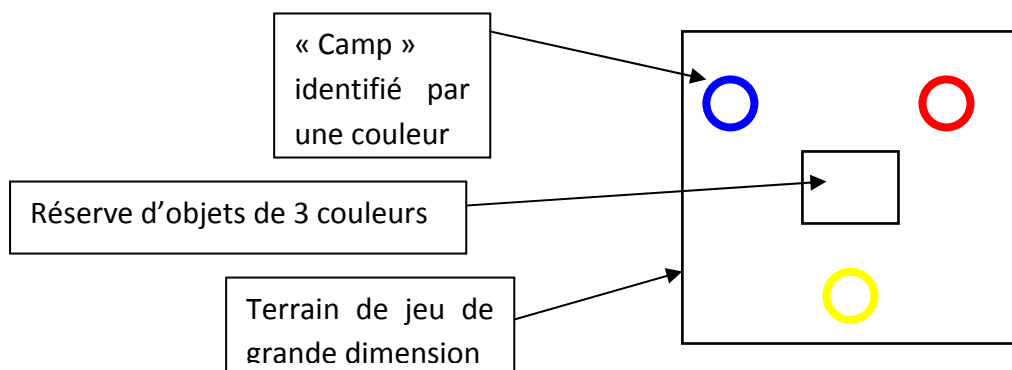 « Camp »
identifié par
une couleur
Réserve d’objets de 3 couleurs
Terrain de jeu de
grande dimension